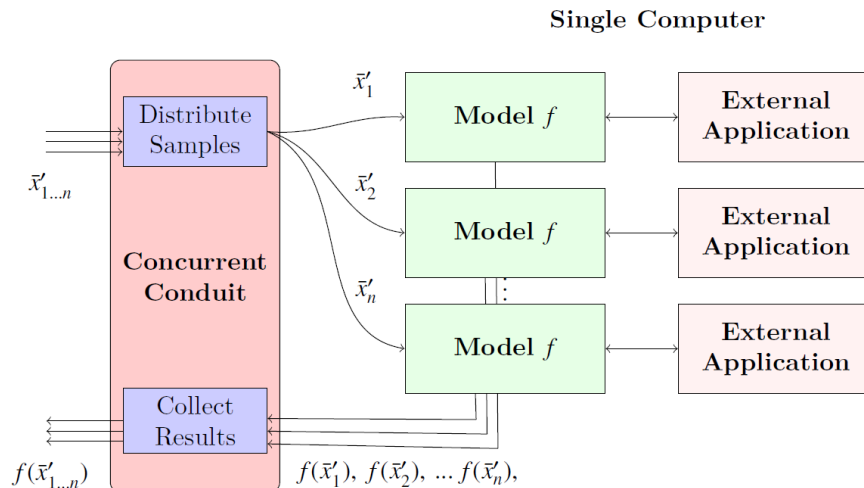 Single Computer
Distribute
Samples
x̄′₁
Model f
External
Application
x̄′₁...ₙ
x̄′₂
Model f
External
Application
Concurrent
Conduit
x̄′ₙ
⋮
Model f
External
Application
Collect
Results
f(x̄′₁...ₙ)
f(x̄′₁), f(x̄′₂), ... f(x̄′ₙ),